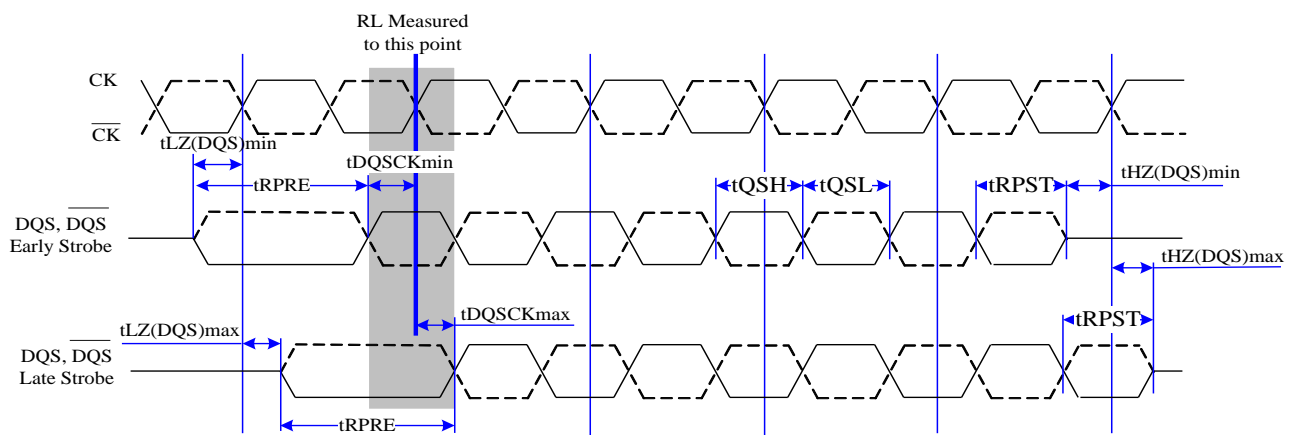 RL Measured
to this point
CK
CK
tLZ(DQS)min
tDQSCKmin
tRPRE
tQSH
tQSL
tRPST
tHZ(DQS)min
DQS, DQS
Early Strobe
tHZ(DQS)max
tDQSCKmax
tLZ(DQS)max
tRPST
DQS, DQS
Late Strobe
tRPRE